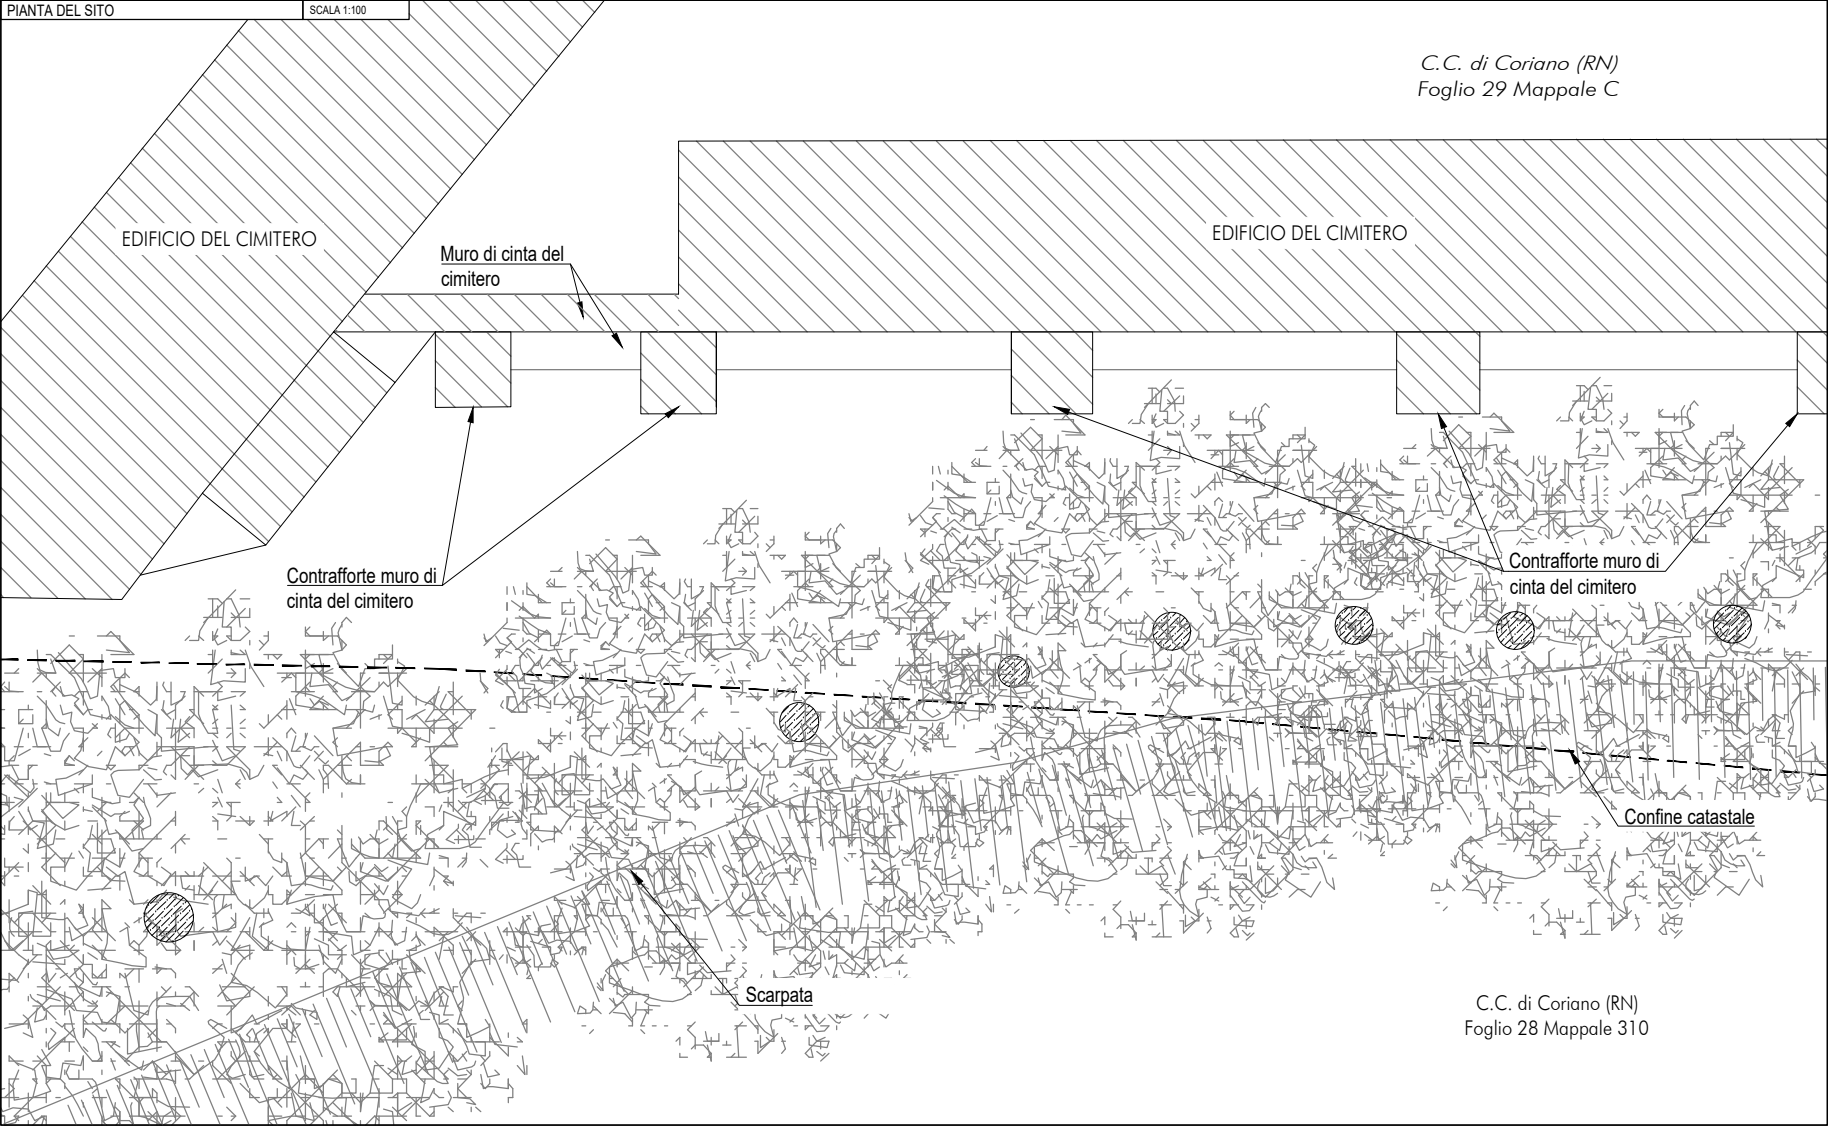 PIANTA DEL SITO
SCALA 1:100
C.C. di Coriano (RN)
Foglio 29 Mappale C
EDIFICIO DEL CIMITERO
EDIFICIO DEL CIMITERO
Muro di cinta del
cimitero
Contrafforte muro di
cinta del cimitero
Contrafforte muro di
cinta del cimitero
Confine catastale
Scarpata
C.C. di Coriano (RN)
Foglio 28 Mappale 310